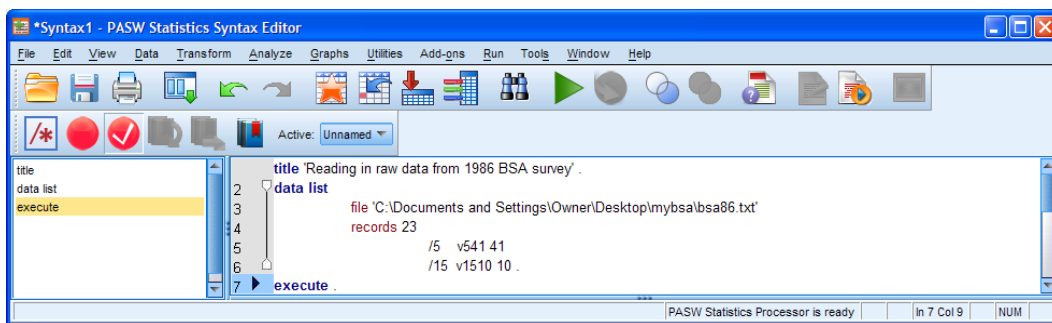 *Syntax1 - PASW Statistics Syntax Editor
File Edit View Data Transform Analyze Graphs Utilities Add-ons Run Tools Window Help
/* Active: Unnamed
title
data list
execute
title 'Reading in raw data from 1986 BSA survey' .
2 data list
3 file 'C:\Documents and Settings\Owner\Desktop\mybsa\bsa86.txt'
4 records 23
5 /5 v541 41
6 /15 v1510 10 .
7 execute .
PASW Statistics Processor is ready In 7 Col 9 NUM